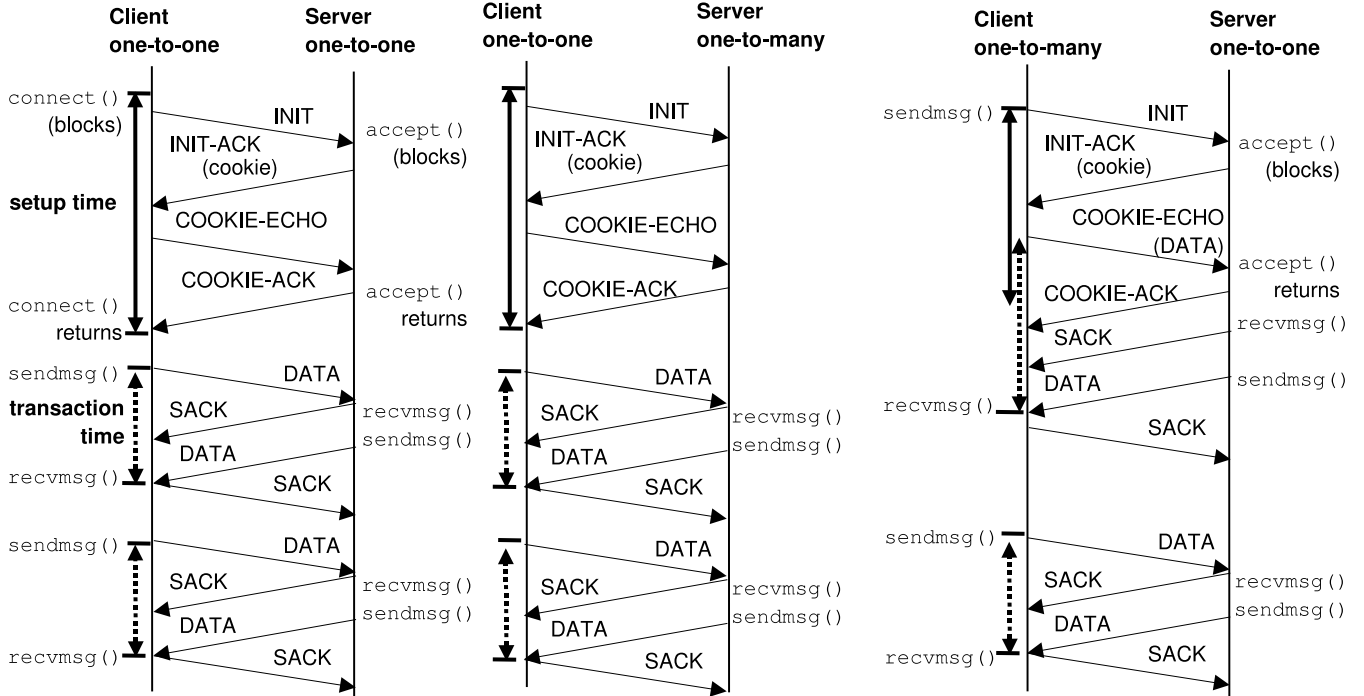 Client
one-to-one
Server
one-to-one
connect()
(blocks)
INIT
accept()
(blocks)
INIT-ACK
(cookie)
setup time
COOKIE-ECHO
COOKIE-ACK
connect()
returns
accept()
returns
sendmsg()
DATA
transaction
time
SACK
recvmsg()
sendmsg()
DATA
recvmsg()
SACK
sendmsg()
DATA
SACK
recvmsg()
sendmsg()
DATA
recvmsg()
SACK
Client
one-to-one
Server
one-to-many
INIT
INIT-ACK
(cookie)
COOKIE-ECHO
COOKIE-ACK
DATA
SACK
recvmsg()
sendmsg()
DATA
SACK
DATA
SACK
recvmsg()
sendmsg()
DATA
SACK
Client
one-to-many
Server
one-to-one
sendmsg()
INIT
accept()
(blocks)
INIT-ACK
(cookie)
COOKIE-ECHO
(DATA)
accept()
returns
COOKIE-ACK
recvmsg()
SACK
sendmsg()
DATA
recvmsg()
SACK
sendmsg()
DATA
SACK
recvmsg()
sendmsg()
DATA
recvmsg()
SACK